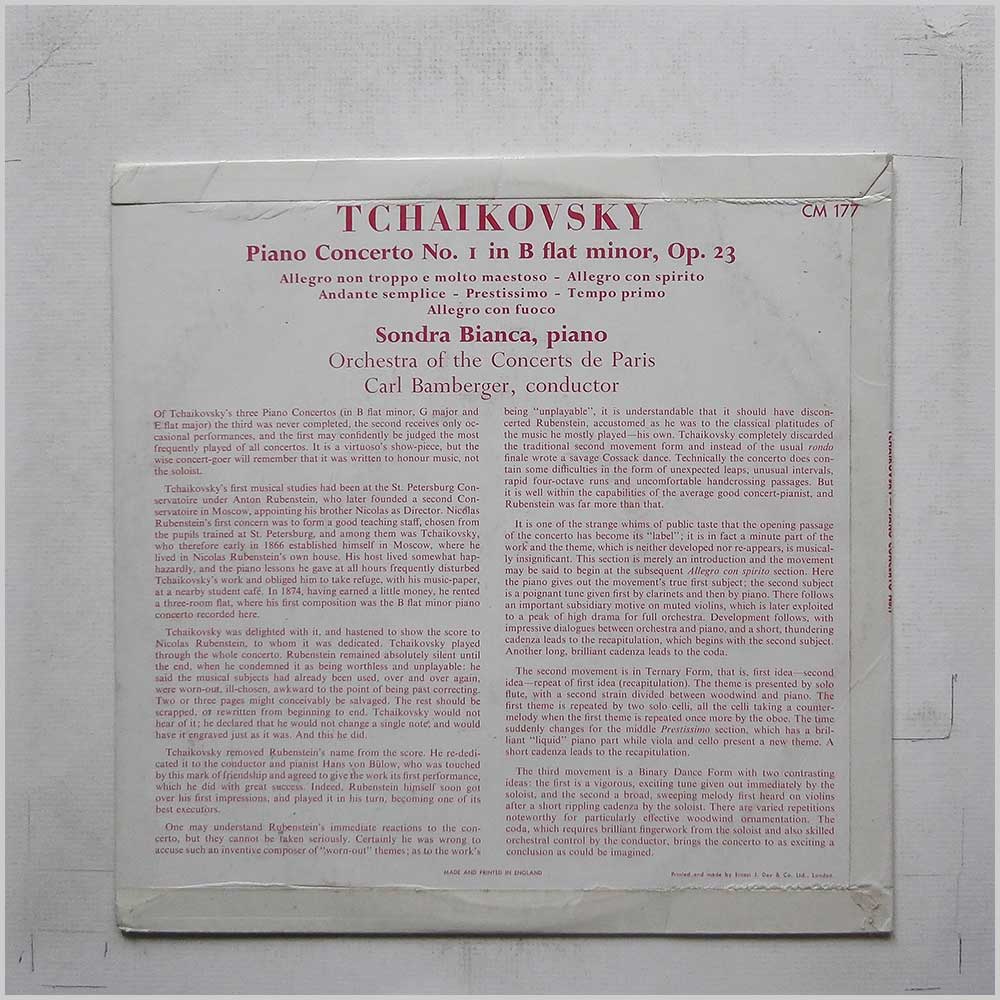 TCHAIKOVSKY
CM 177
Piano Concerto No. 1 in B flat minor, Op. 23
Allegro non troppo e molto maestoso – Allegro con spirito
Andante semplice – Prestissimo – Tempo primo
Allegro con fuoco
Sondra Bianca, piano
Orchestra of the Concerts de Paris
Carl Bamberger, conductor
Of Tchaikovsky's three Piano Concertos (in B flat minor, G major and
E flat major) the third was never completed, the second receives only oc-
casional performances, and the first may confidently be judged the most
frequently played of all concertos. It is a virtuoso's show-piece, but the
wise concert-goer will remember that it was written to honour music, not
the soloist.
Tchaikovsky's first musical studies had been at the St. Petersburg Con-
servatoire under Anton Rubenstein, who later founded a second Con-
servatoire in Moscow, appointing his brother Nicolas as Director. Nicolas
Rubenstein's first concern was to form a good teaching staff, chosen from
the pupils trained at St. Petersburg, and among them was Tchaikovsky,
who therefore early in 1866 established himself in Moscow, where he
lived in Nicolas Rubenstein's own house. His host lived somewhat hap-
hazardly, and the piano lessons he gave at all hours frequently disturbed
Tchaikovsky's work and obliged him to take refuge, with his music-paper,
at a nearby student café. In 1874, having earned a little money, he rented
a three-room flat, where his first composition was the B flat minor piano
concerto recorded here.
Tchaikovsky was delighted with it, and hastened to show the score to
Nicolas Rubenstein, to whom it was dedicated. Tchaikovsky played
through the whole concerto. Rubenstein remained absolutely silent until
the end, when he condemned it as being worthless and unplayable; he
said the musical subjects had already been used, over and over again,
were worn-out, ill-chosen, awkward to the point of being past correcting.
Two or three pages might conceivably be salvaged. The rest should be
scrapped, or rewritten from beginning to end. Tchaikovsky would not
hear of it; he declared that he would not change a single note, and would
have it engraved just as it was. And this he did.
Tchaikovsky removed Rubenstein's name from the score. He re-dedi-
cated it to the conductor and pianist Hans von Bülow, who was touched
by this mark of friendship and agreed to give the work its first performance,
which he did with great success. Indeed, Rubenstein himself soon got
over his first impressions, and played it in his turn, becoming one of its
best executors.
One may understand Rubenstein's immediate reactions to the con-
certo, but they cannot be taken seriously. Certainly he was wrong to
accuse such an inventive composer of "worn-out" themes; as to the work's
being "unplayable", it is understandable that it should have discon-
certed Rubenstein, accustomed as he was to the classical platitudes of
the music he mostly played—his own. Tchaikovsky completely discarded
the traditional second movement form and instead of the usual rondo
finale wrote a savage Cossack dance. Technically the concerto does con-
tain some difficulties in the form of unexpected leaps, unusual intervals,
rapid four-octave runs and uncomfortable handcrossing passages. But
it is well within the capabilities of the average good concert-pianist, and
Rubenstein was far more than that.
It is one of the strange whims of public taste that the opening passage
of the concerto has become its "label"; it is in fact a minute part of the
work and the theme, which is neither developed nor re-appears, is musical-
ly insignificant. This section is merely an introduction and the movement
may be said to begin at the subsequent Allegro con spirito section. Here
the piano gives out the movement's true first subject; the second subject
is a poignant tune given first by clarinets and then by piano. There follows
an important subsidiary motive on muted violins, which is later exploited
to a peak of high drama for full orchestra. Development follows, with
impressive dialogues between orchestra and piano, and a short, thundering
cadenza leads to the recapitulation, which begins with the second subject.
Another long, brilliant cadenza leads to the coda.
The second movement is in Ternary Form, that is, first idea—second
idea—repeat of first idea (recapitulation). The theme is presented by solo
flute, with a second strain divided between woodwind and piano. The
first theme is repeated by two solo celli, all the celli taking a counter-
melody when the first theme is repeated once more by the oboe. The time
suddenly changes for the middle Prestissimo section, which has a bril-
liant "liquid" piano part while viola and cello present a new theme. A
short cadenza leads to the recapitulation.
The third movement is a Binary Dance Form with two contrasting
ideas: the first is a vigorous, exciting tune given out immediately by the
soloist, and the second a broad, sweeping melody first heard on violins
after a short rippling cadenza by the soloist. There are varied repetitions
noteworthy for particularly effective woodwind ornamentation. The
coda, which requires brilliant fingerwork from the soloist and also skilled
orchestral control by the conductor, brings the concerto to as exciting a
conclusion as could be imagined.
MADE AND PRINTED IN ENGLAND
Printed and made by Ernest J. Day & Co. Ltd., London
TCHAIKOVSKY—PIANO CONCERTO No. 1